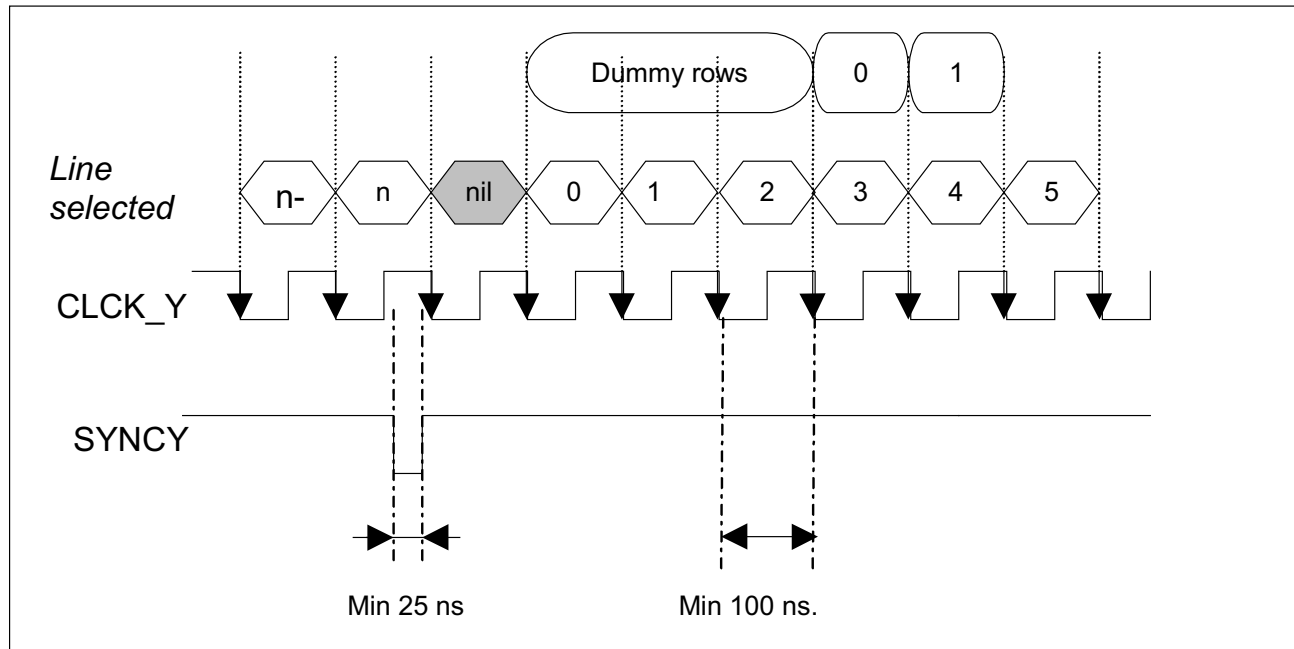 Dummy rows 0 1
Line
selected
n- n nil 0 1 2 3 4 5
CLCK_Y
SYNCY
Min 25 ns Min 100 ns.